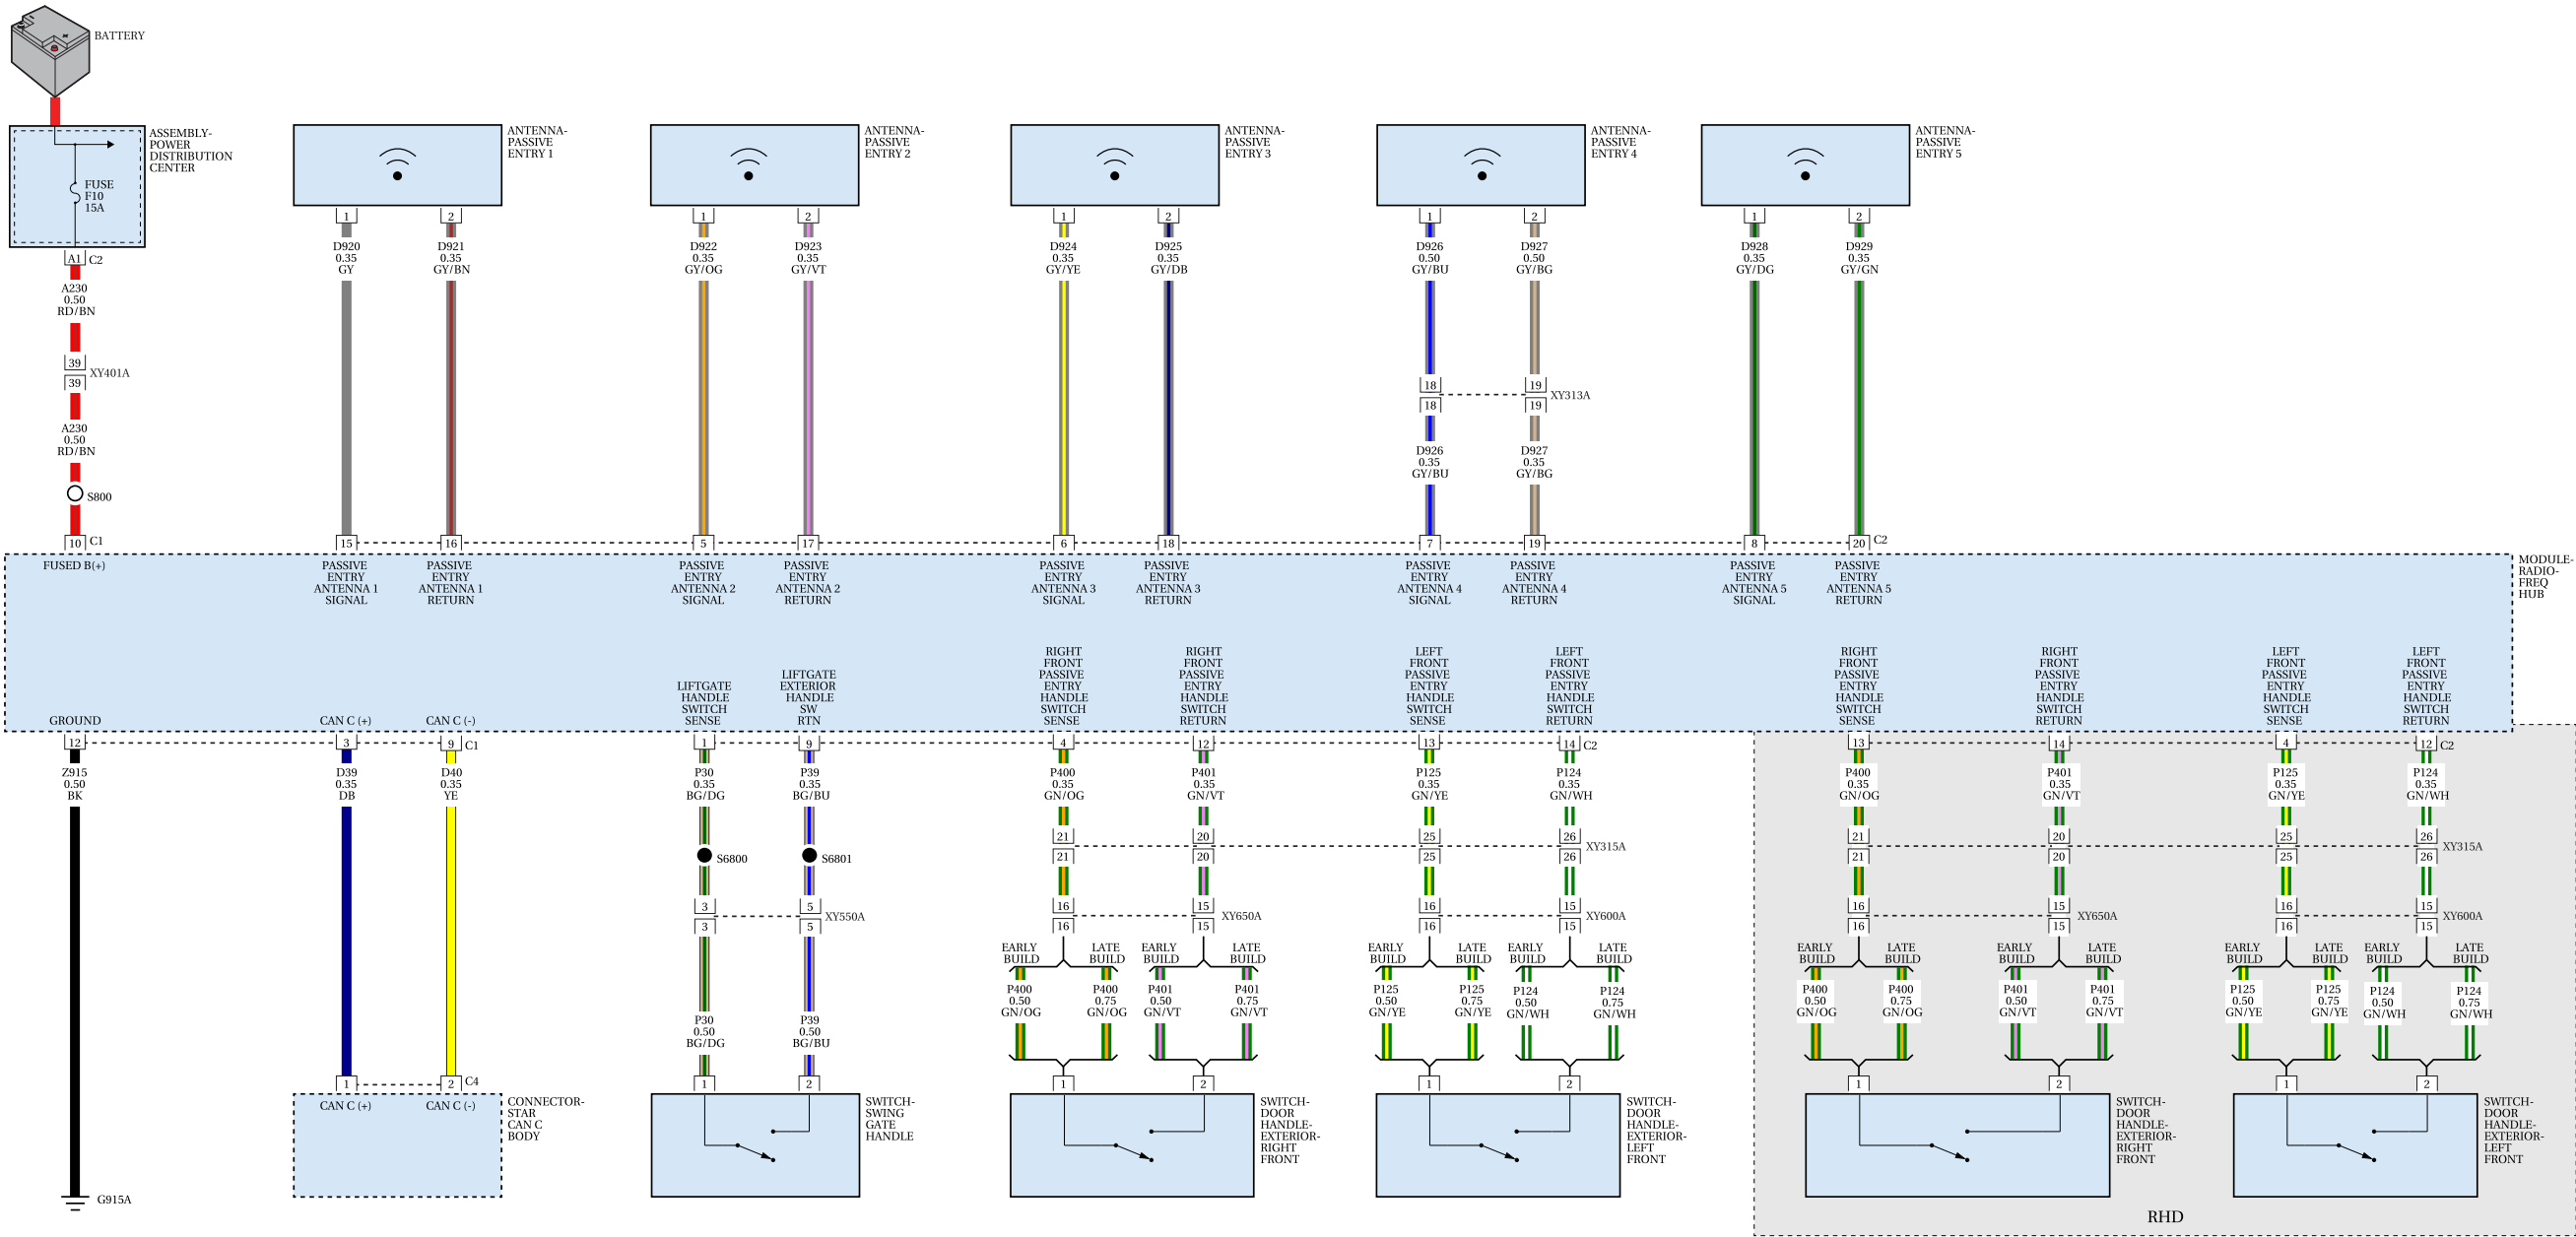 BATTERY
ASSEMBLY-
POWER
DISTRIBUTION
CENTER
FUSE
F10
15A
A1
C2
A230
0.50
RD/BN
39
39
XY401A
A230
0.50
RD/BN
S800
10
C1
ANTENNA-
PASSIVE
ENTRY 1
1
2
D920
0.35
GY
D921
0.35
GY/BN
15
16
ANTENNA-
PASSIVE
ENTRY 2
1
2
D922
0.35
GY/OG
D923
0.35
GY/VT
5
17
ANTENNA-
PASSIVE
ENTRY 3
1
2
D924
0.35
GY/YE
D925
0.35
GY/DB
6
18
ANTENNA-
PASSIVE
ENTRY 4
1
2
D926
0.50
GY/BU
D927
0.50
GY/BG
18
19
18
19
XY313A
D926
0.35
GY/BU
D927
0.35
GY/BG
7
19
ANTENNA-
PASSIVE
ENTRY 5
1
2
D928
0.35
GY/DG
D929
0.35
GY/GN
8
20
C2
MODULE-
RADIO-
FREQ
HUB
FUSED B(+)
PASSIVE
ENTRY
ANTENNA 1
SIGNAL
PASSIVE
ENTRY
ANTENNA 1
RETURN
PASSIVE
ENTRY
ANTENNA 2
SIGNAL
PASSIVE
ENTRY
ANTENNA 2
RETURN
PASSIVE
ENTRY
ANTENNA 3
SIGNAL
PASSIVE
ENTRY
ANTENNA 3
RETURN
PASSIVE
ENTRY
ANTENNA 4
SIGNAL
PASSIVE
ENTRY
ANTENNA 4
RETURN
PASSIVE
ENTRY
ANTENNA 5
SIGNAL
PASSIVE
ENTRY
ANTENNA 5
RETURN
GROUND
CAN C (+)
CAN C (-)
LIFTGATE
HANDLE
SWITCH
SENSE
LIFTGATE
EXTERIOR
HANDLE
SW
RTN
RIGHT
FRONT
PASSIVE
ENTRY
HANDLE
SWITCH
SENSE
RIGHT
FRONT
PASSIVE
ENTRY
HANDLE
SWITCH
RETURN
LEFT
FRONT
PASSIVE
ENTRY
HANDLE
SWITCH
SENSE
LEFT
FRONT
PASSIVE
ENTRY
HANDLE
SWITCH
RETURN
RIGHT
FRONT
PASSIVE
ENTRY
HANDLE
SWITCH
SENSE
RIGHT
FRONT
PASSIVE
ENTRY
HANDLE
SWITCH
RETURN
LEFT
FRONT
PASSIVE
ENTRY
HANDLE
SWITCH
SENSE
LEFT
FRONT
PASSIVE
ENTRY
HANDLE
SWITCH
RETURN
12
Z915
0.50
BK
G915A
3
9
C1
D39
0.35
DB
D40
0.35
YE
1
2
C4
CAN C (+)
CAN C (-)
CONNECTOR-
STAR
CAN C
BODY
1
9
P30
0.35
BG/DG
P39
0.35
BG/BU
S6800
S6801
3
5
3
5
XY550A
P30
0.50
BG/DG
P39
0.50
BG/BU
1
2
SWITCH-
SWING
GATE
HANDLE
4
12
P400
0.35
GN/OG
P401
0.35
GN/VT
21
20
21
20
16
15
16
15
XY650A
EARLY
BUILD
LATE
BUILD
EARLY
BUILD
LATE
BUILD
P400
0.50
GN/OG
P400
0.75
GN/OG
P401
0.50
GN/VT
P401
0.75
GN/VT
1
2
SWITCH-
DOOR
HANDLE-
EXTERIOR-
RIGHT
FRONT
13
14
C2
P125
0.35
GN/YE
P124
0.35
GN/WH
25
26
25
26
XY315A
16
15
16
15
XY600A
EARLY
BUILD
LATE
BUILD
EARLY
BUILD
LATE
BUILD
P125
0.50
GN/YE
P125
0.75
GN/YE
P124
0.50
GN/WH
P124
0.75
GN/WH
1
2
SWITCH-
DOOR
HANDLE-
EXTERIOR-
LEFT
FRONT
13
14
P400
0.35
GN/OG
P401
0.35
GN/VT
21
20
21
20
16
15
16
15
XY650A
EARLY
BUILD
LATE
BUILD
EARLY
BUILD
LATE
BUILD
P400
0.50
GN/OG
P400
0.75
GN/OG
P401
0.50
GN/VT
P401
0.75
GN/VT
1
2
SWITCH-
DOOR
HANDLE-
EXTERIOR-
RIGHT
FRONT
4
12
C2
P125
0.35
GN/YE
P124
0.35
GN/WH
25
26
25
26
XY315A
16
15
16
15
XY600A
EARLY
BUILD
LATE
BUILD
EARLY
BUILD
LATE
BUILD
P125
0.50
GN/YE
P125
0.75
GN/YE
P124
0.50
GN/WH
P124
0.75
GN/WH
1
2
SWITCH-
DOOR
HANDLE-
EXTERIOR-
LEFT
FRONT
RHD